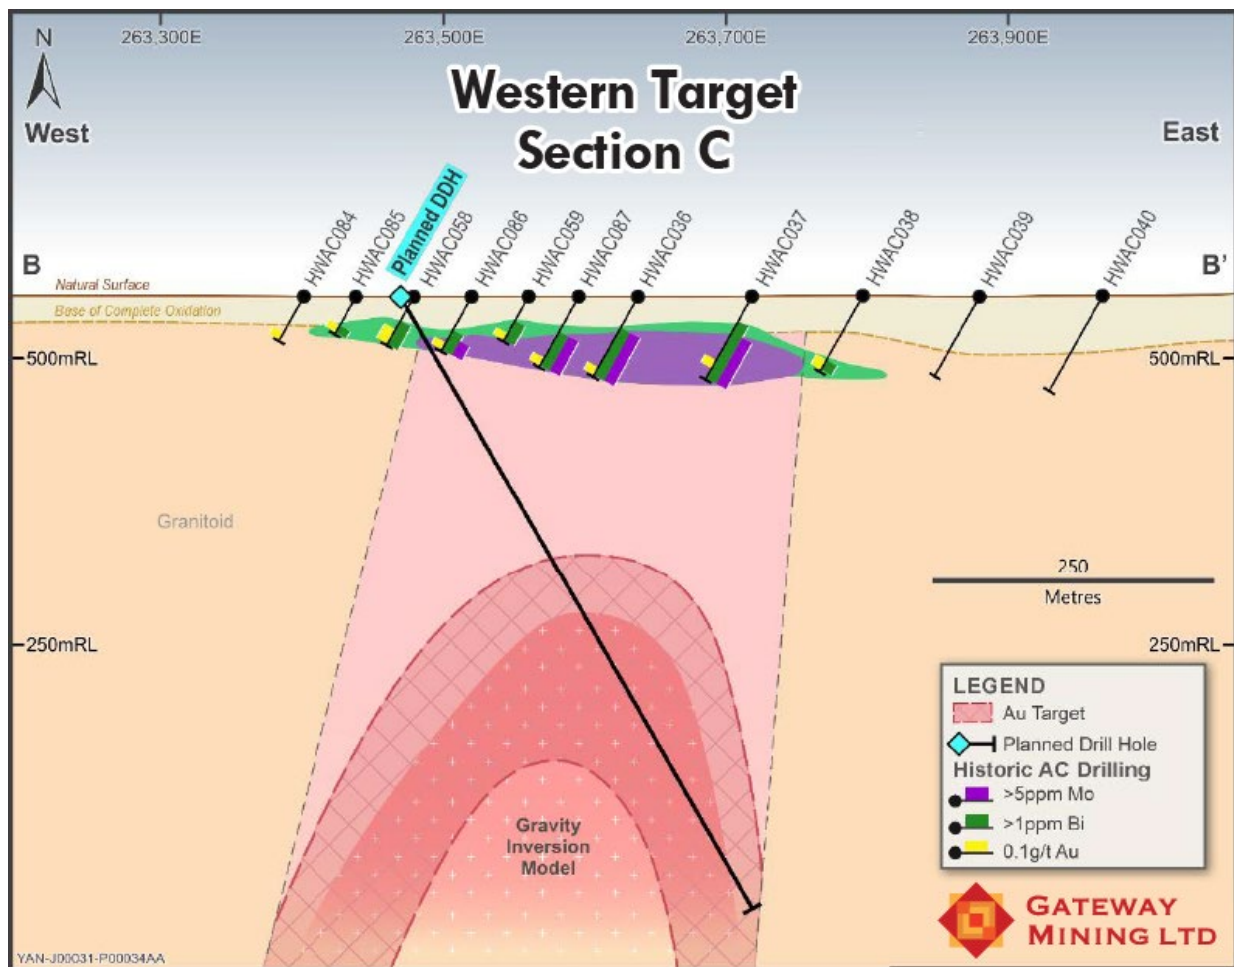 263,300E
263,500E
263,700E
263,900E
N
West
Western Target
Section C
East
HWAC084
HWAC085
Planned DDH
HWAC058
HWAC086
HWAC059
HWAC087
HWAC036
HWAC037
HWAC038
HWAC039
HWAC040
B
B'
Natural Surface
Base of Complete Oxidation
500mRL
500mRL
Granitoid
250
Metres
250mRL
250mRL
Gravity
Inversion
Model
LEGEND
Au Target
Planned Drill Hole
Historic AC Drilling
>5ppm Mo
>1ppm Bi
0.1g/t Au
GATEWAY
MINING LTD
YAN-J00031-P00034AA